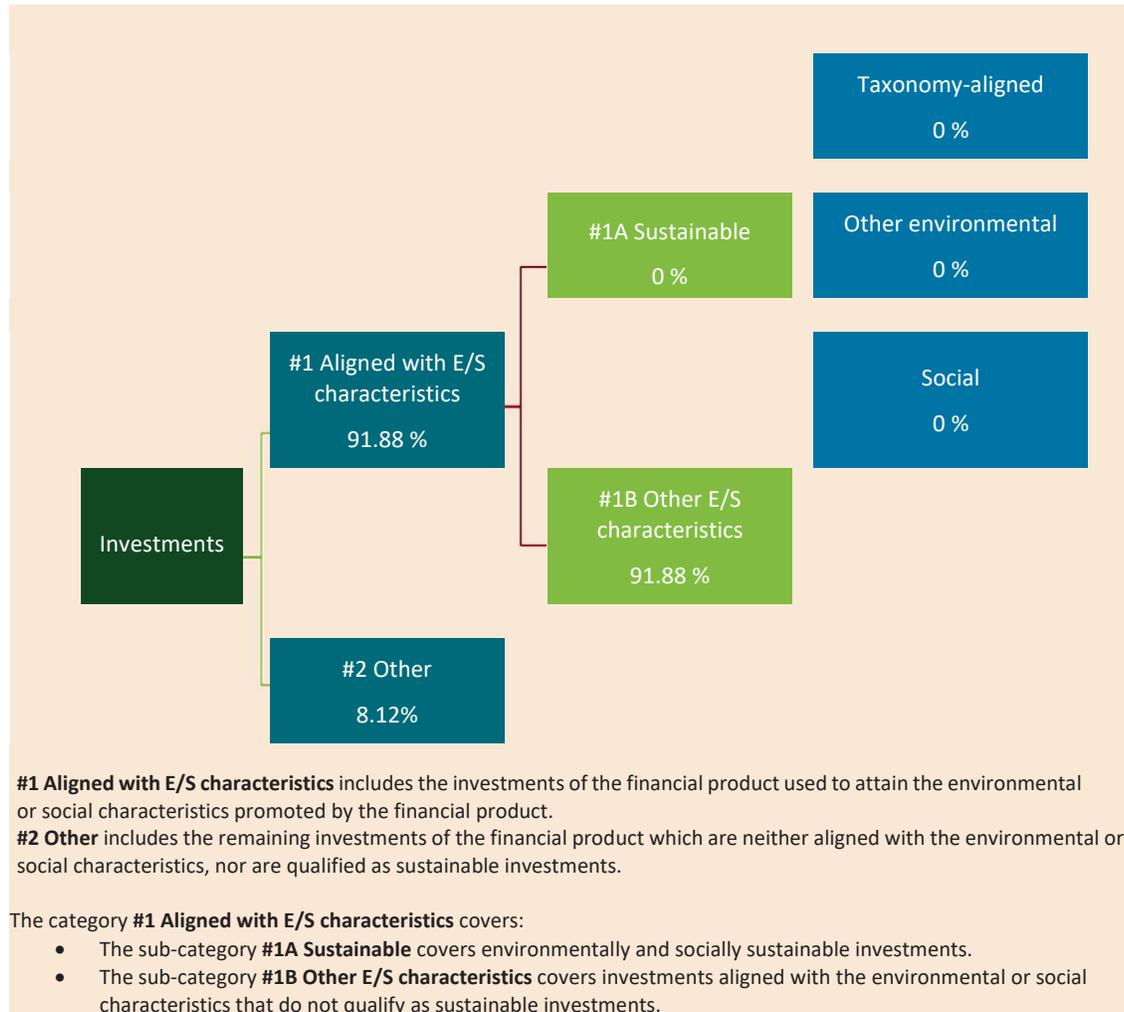 Taxonomy-aligned
0 %
#1A Sustainable
0 %
Other environmental
0 %
#1 Aligned with E/S
characteristics
91.88 %
Social
0 %
Investments
#1B Other E/S
characteristics
91.88 %
#2 Other
8.12%
#1 Aligned with E/S characteristics includes the investments of the financial product used to attain the environmental
or social characteristics promoted by the financial product.
#2 Other includes the remaining investments of the financial product which are neither aligned with the environmental or
social characteristics, nor are qualified as sustainable investments.
The category #1 Aligned with E/S characteristics covers:
• The sub-category #1A Sustainable covers environmentally and socially sustainable investments.
• The sub-category #1B Other E/S characteristics covers investments aligned with the environmental or social
characteristics that do not qualify as sustainable investments.